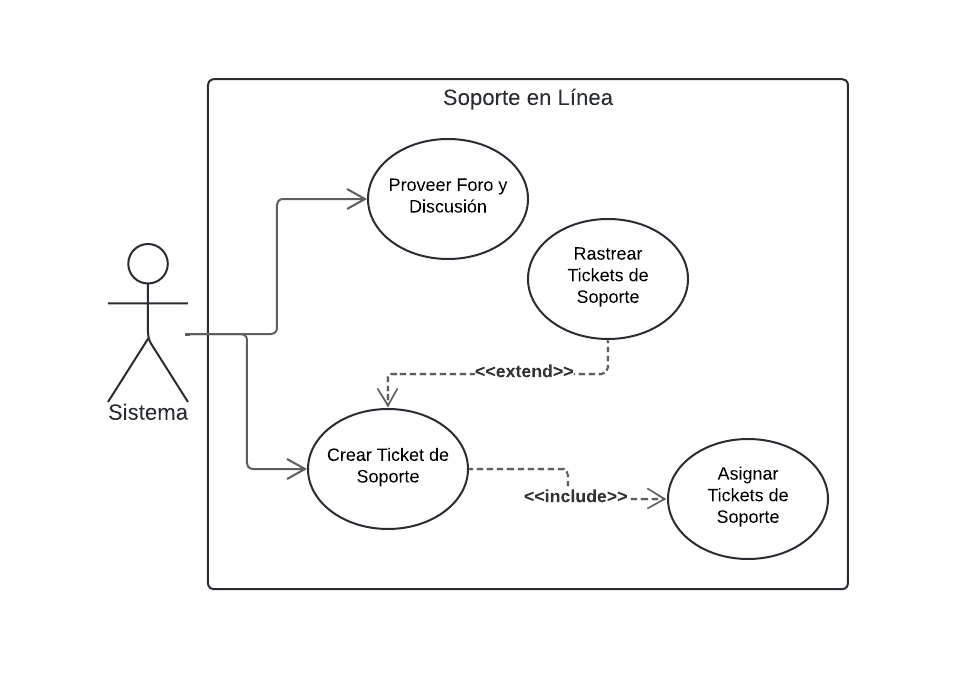 Soporte en Línea
Proveer Foro y
Discusión
Rastrear
Tickets de
Soporte
<<extend>>
Sistema
Crear Ticket de
Soporte
<<include>>
Asignar
Tickets de
Soporte